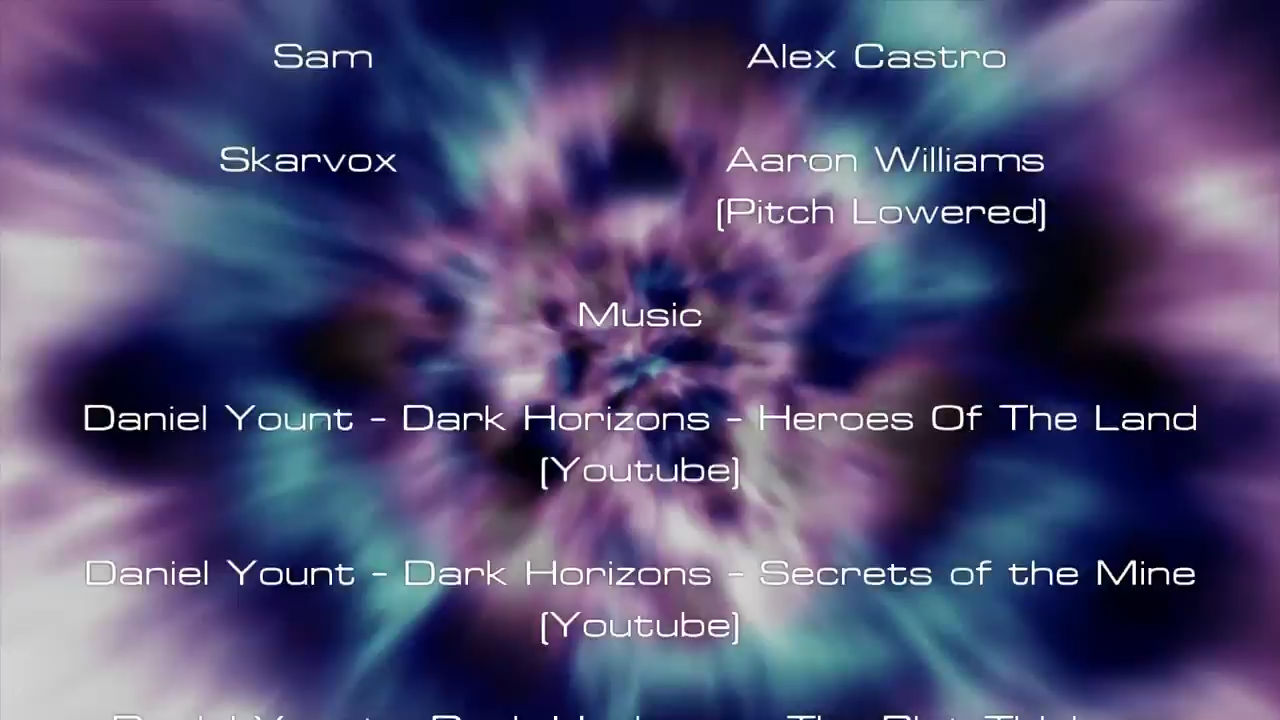 Sam Alex Castro
Skarvox Aaron Williams
[Pitch Lowered]
Music
Daniel Yount - Dark Horizons - Heroes Of The Land
[Youtube]
Daniel Yount - Dark Horizons - Secrets of the Mine
[Youtube]